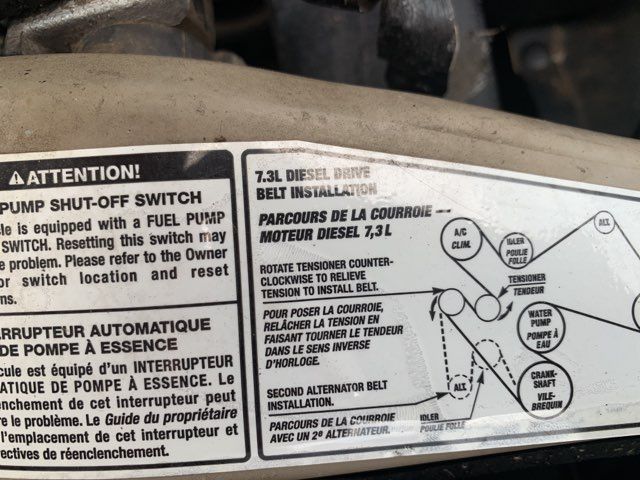 ATTENTION!
PUMP SHUT-OFF SWITCH
is equipped with a FUEL PUMP
SWITCH. Resetting this switch may
problem. Please refer to the Owner
switch location and reset
ERRUPTEUR AUTOMATIQUE
DE POMPE À ESSENCE
est équipé d'un INTERRUPTEUR
ATIQUE DE POMPE À ESSENCE. Le
enchement de cet interrupteur peut
le problème. Le Guide du propriétaire
l'emplacement de cet interrupteur et
ectives de réenclenchement.
7.3L DIESEL DRIVE
BELT INSTALLATION
PARCOURS DE LA COURROIE —
MOTEUR DIESEL 7,3 L
ROTATE TENSIONER COUNTER-
CLOCKWISE TO RELIEVE
TENSION TO INSTALL BELT.
POUR POSER LA COURROIE,
RELÂCHER LA TENSION EN
FAISANT TOURNER LE TENDEUR
DANS LE SENS INVERSE
D'HORLOGE.
SECOND ALTERNATOR BELT
INSTALLATION.
PARCOURS DE LA COURROIE
AVEC UN 2e ALTERNATEUR.
A/C
CLIM.
IDLER
POULIE
FOLLE
ALT.
TENSIONER
TENDEUR
WATER
PUMP
POMPE À
EAU
CRANK-
SHAFT
VILE-
BREQUIN
ALT.
IDLER
POULIE FOLLE